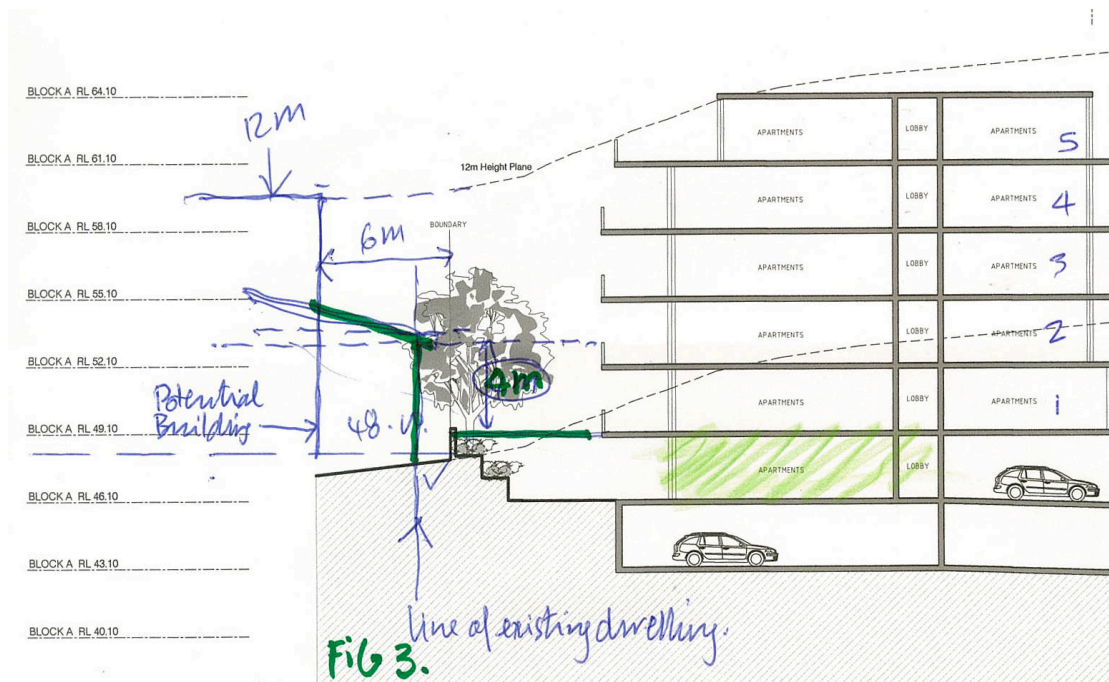 BLOCK A RL 64.10
BLOCK A RL 61.10
BLOCK A RL 58.10
BLOCK A RL 55.10
BLOCK A RL 52.10
BLOCK A RL 49.10
BLOCK A RL 46.10
BLOCK A RL 43.10
BLOCK A RL 40.10
12m
12m Height Plane
BOUNDARY
6m
4m
Potential
Building
line of existing dwelling.
FIG 3.
APARTMENTS LOBBY APARTMENTS 5
APARTMENTS LOBBY APARTMENTS 4
APARTMENTS LOBBY APARTMENTS 3
APARTMENTS LOBBY APARTMENTS 2
APARTMENTS LOBBY APARTMENTS 1
APARTMENTS LOBBY